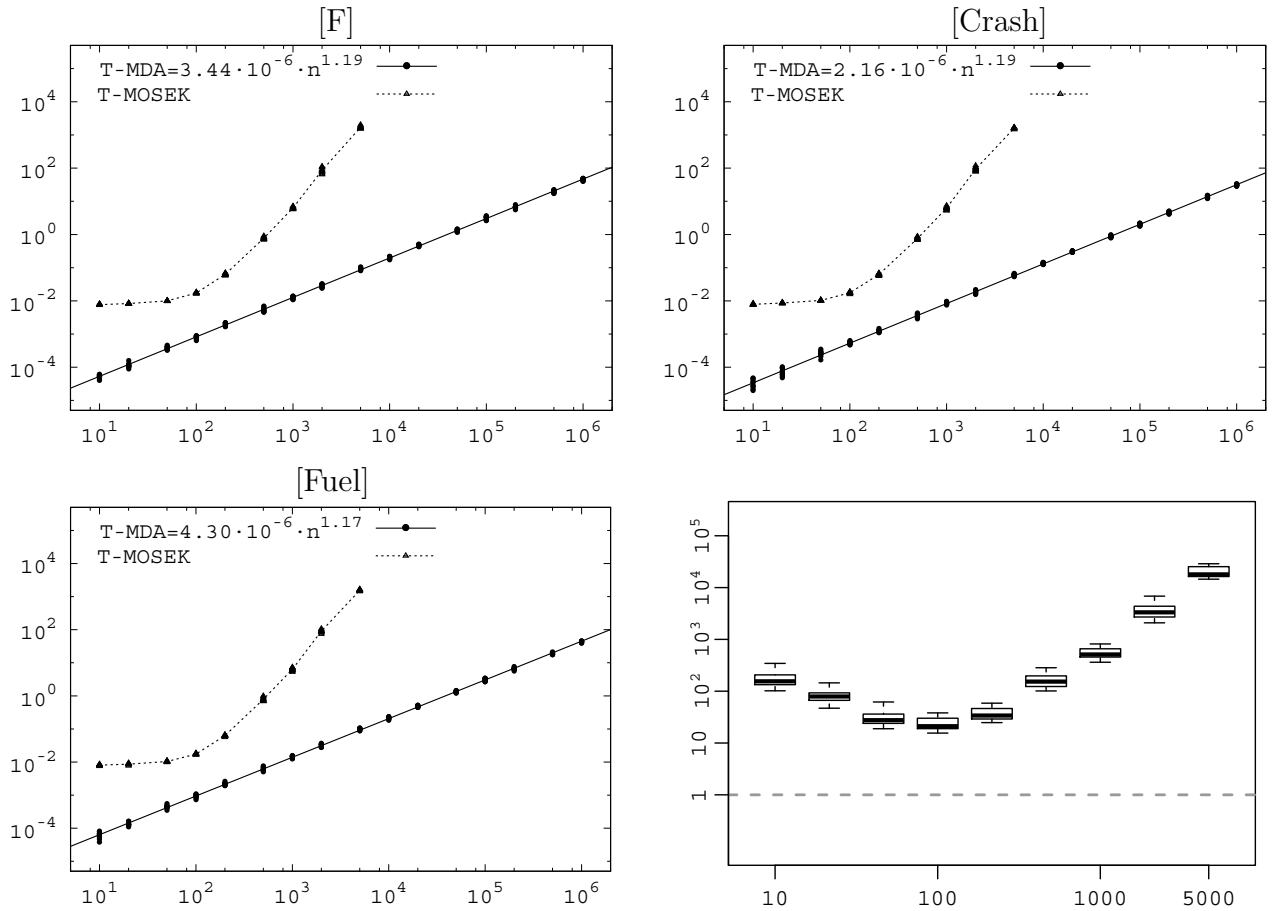 [F]
T-MDA=3.44·10^-6·n^1.19
T-MOSEK
10^4
10^2
10^0
10^-2
10^-4
10^1 10^2 10^3 10^4 10^5 10^6
[Crash]
T-MDA=2.16·10^-6·n^1.19
T-MOSEK
10^4
10^2
10^0
10^-2
10^-4
10^1 10^2 10^3 10^4 10^5 10^6
[Fuel]
T-MDA=4.30·10^-6·n^1.17
T-MOSEK
10^4
10^2
10^0
10^-2
10^-4
10^1 10^2 10^3 10^4 10^5 10^6
10^5
10^4
10^3
10^2
10
1
10 100 1000 5000